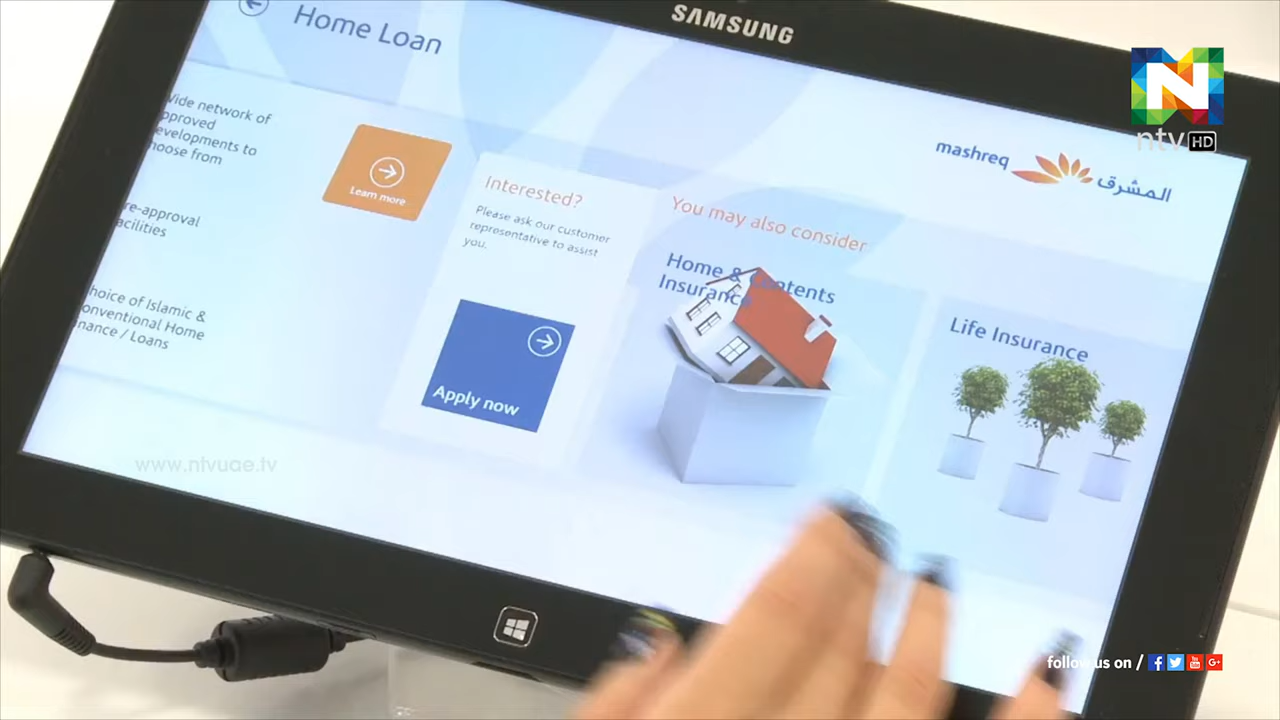 SAMSUNG
Home Loan
Wide network of
approved
developments to
choose from
Learn more
Pre-approval
facilities
Choice of Islamic &
Conventional Home
Finance / Loans
Interested?
Please ask our customer
representative to assist
you.
Apply now
You may also consider
Home & Contents
Insurance
Life Insurance
mashreq المشرق
N
ntv HD
www.ntvuae.tv
follow us on /